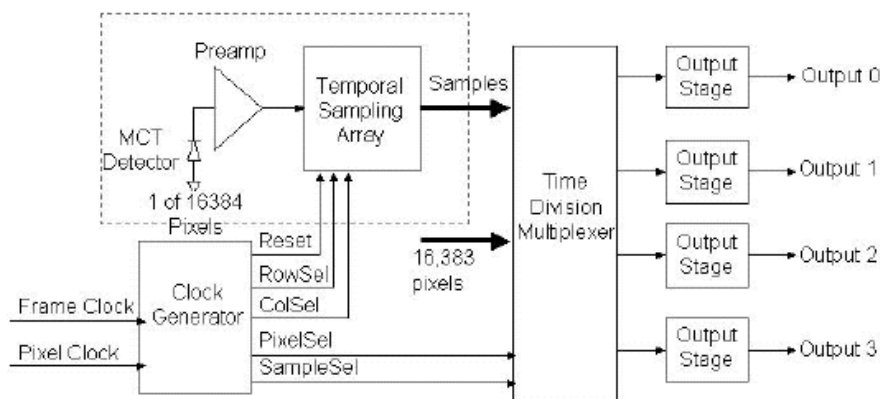 Preamp
Temporal
Sampling
Array
Samples
MCT
Detector
1 of 16384
Pixels
Reset
RowSel
ColSel
PixelSel
SampleSel
Clock
Generator
Frame Clock
Pixel Clock
16,383
pixels
Time
Division
Multiplexer
Output
Stage
Output 0
Output
Stage
Output 1
Output
Stage
Output 2
Output
Stage
Output 3